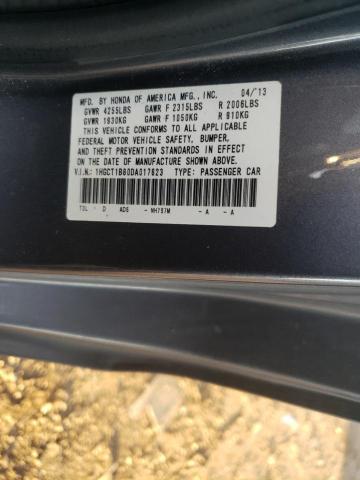 MFD. BY HONDA OF AMERICA MFG., INC. 04/13
GVWR 4255LBS GAWR F 2315LBS R 2006LBS
GVWR 1930KG GAWR F 1050KG R 910KG
THIS VEHICLE CONFORMS TO ALL APPLICABLE
FEDERAL MOTOR VEHICLE SAFETY, BUMPER,
AND THEFT PREVENTION STANDARDS IN EFFECT ON
THE DATE OF MANUFACTURE SHOWN ABOVE.
V.I.N.: 1HGCT1B80DA017623 TYPE: PASSENGER CAR
TDL D ADS - NH797M - A - A